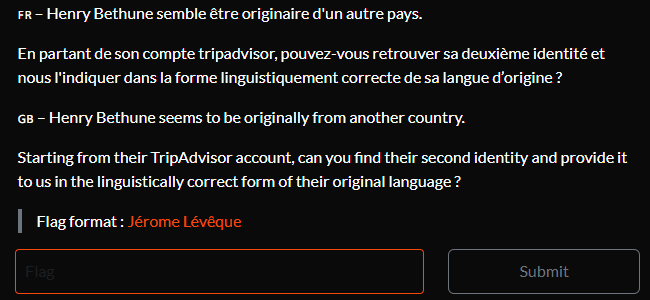 FR – Henry Bethune semble être originaire d'un autre pays.
En partant de son compte tripadvisor, pouvez-vous retrouver sa deuxième identité et
nous l'indiquer dans la forme linguistiquement correcte de sa langue d’origine ?
GB – Henry Bethune seems to be originally from another country.
Starting from their TripAdvisor account, can you find their second identity and provide it
to us in the linguistically correct form of their original language ?
Flag format : Jérome Lévêque
Flag
Submit